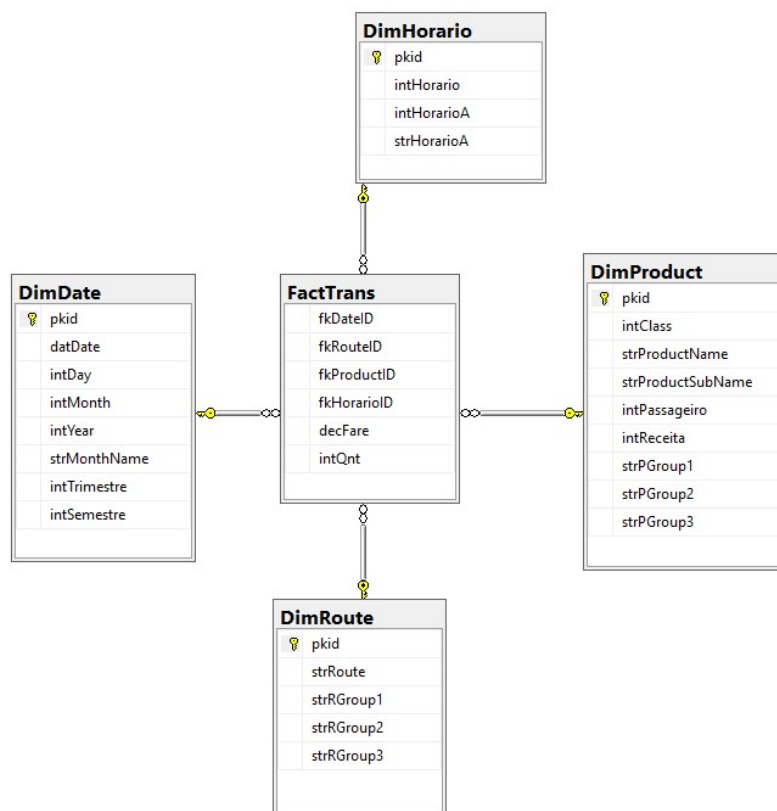 DimHorario
pkid
intHorario
intHorarioA
strHorarioA
DimDate
pkid
datDate
intDay
intMonth
intYear
strMonthName
intTrimestre
intSemestre
FactTrans
fkDateID
fkRouteID
fkProductID
fkHorarioID
decFare
intQnt
DimProduct
pkid
intClass
strProductName
strProductSubName
intPassageiro
intReceita
strPGroup1
strPGroup2
strPGroup3
DimRoute
pkid
strRoute
strRGroup1
strRGroup2
strRGroup3